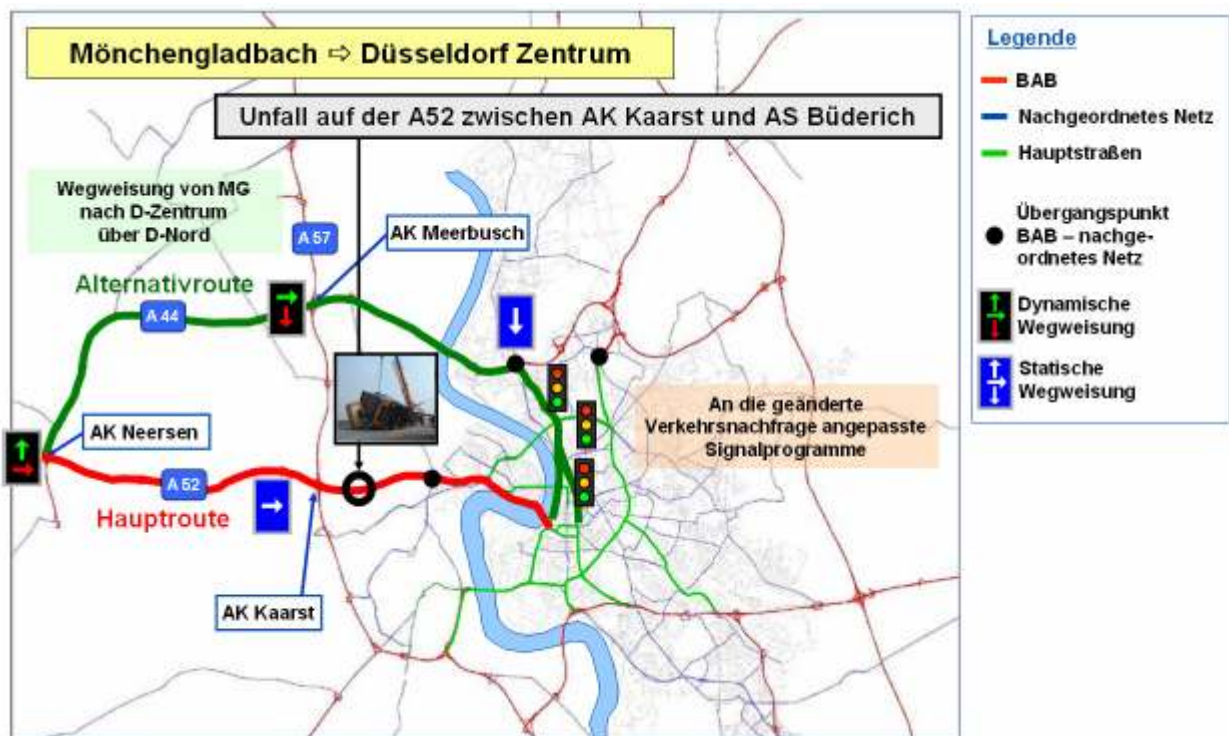 Mönchengladbach ⇨ Düsseldorf Zentrum
Unfall auf der A52 zwischen AK Kaarst und AS Büderich
Wegweisung von MG
nach D-Zentrum
über D-Nord
A 57
AK Meerbusch
Alternativroute
A 44
AK Neersen
A 52
Hauptroute
AK Kaarst
An die geänderte
Verkehrsnachfrage angepasste
Signalprogramme
Legende
BAB
Nachgeordnetes Netz
Hauptstraßen
Übergangspunkt
BAB – nachge-
ordnetes Netz
Dynamische
Wegweisung
Statische
Wegweisung